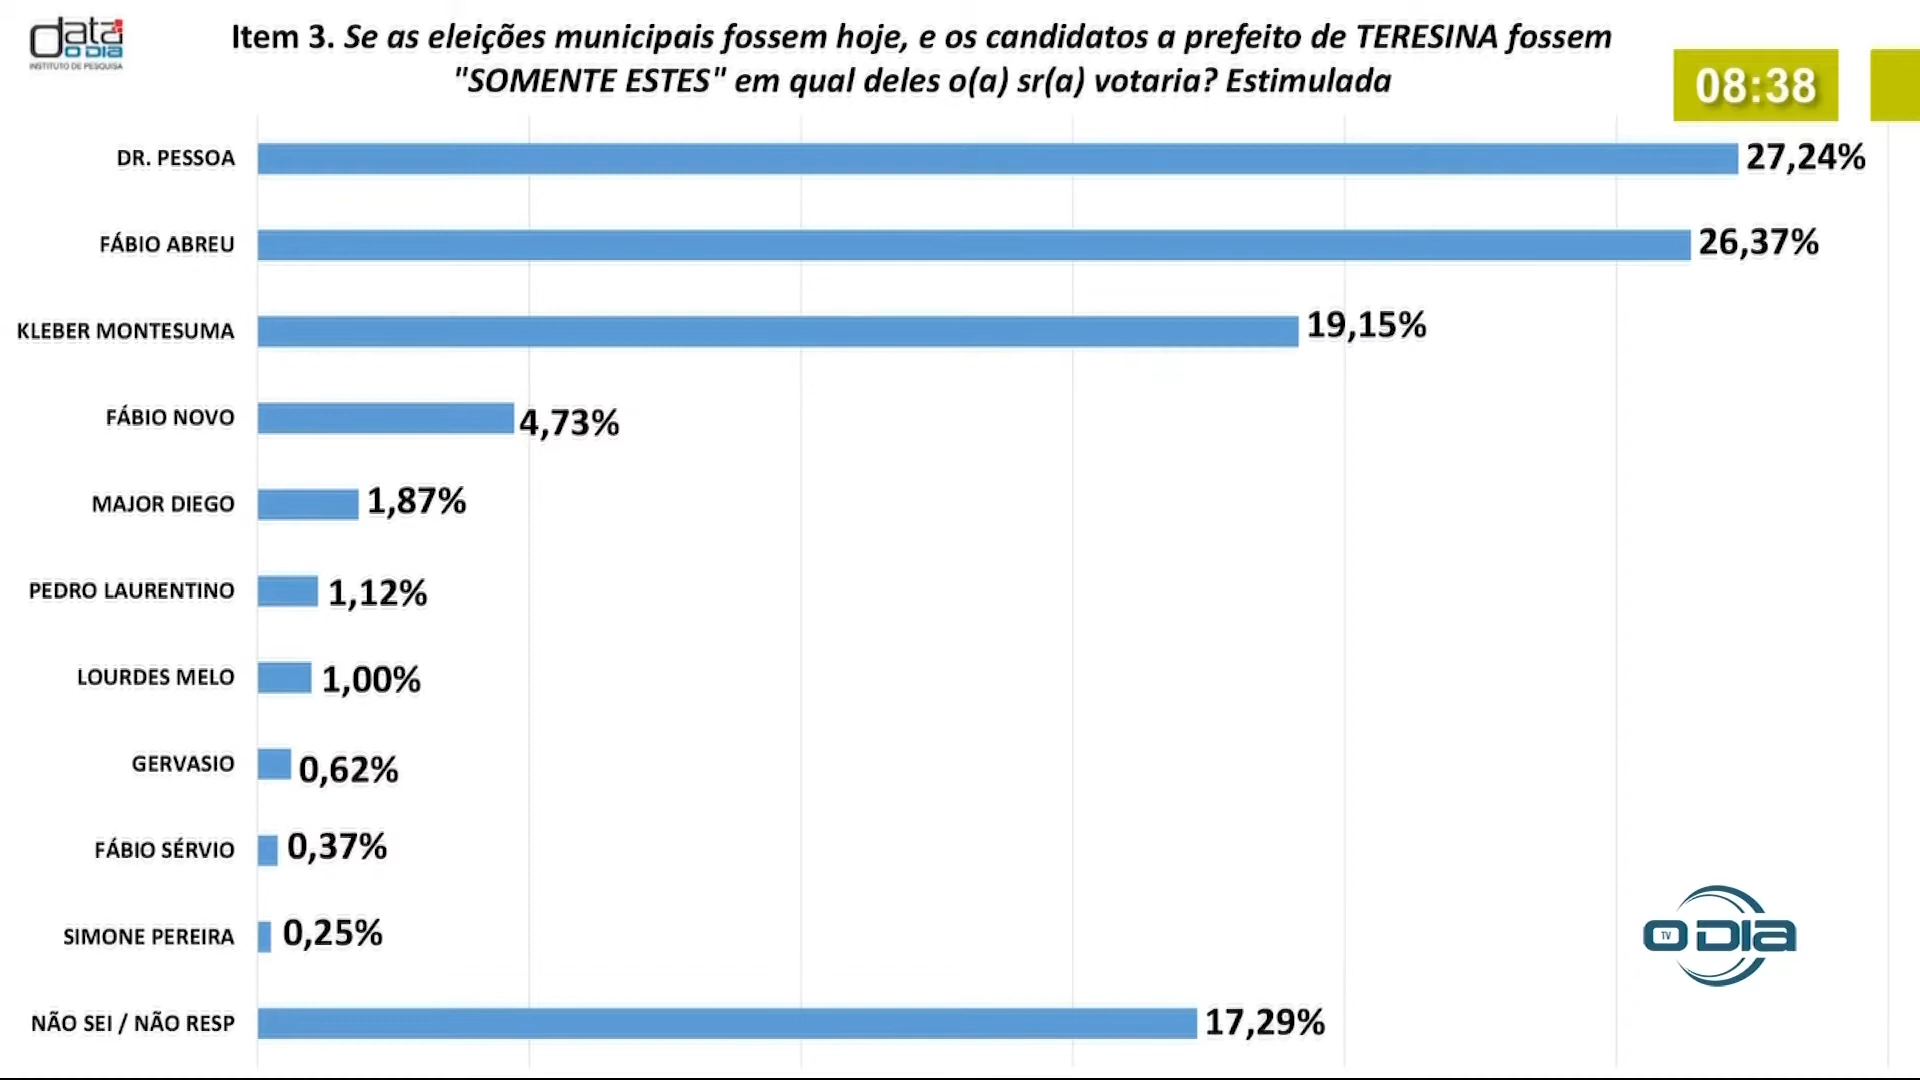 data
O DIA
INSTITUTO DE PESQUISA
Item 3. Se as eleições municipais fossem hoje, e os candidatos a prefeito de TERESINA fossem
"SOMENTE ESTES" em qual deles o(a) sr(a) votaria? Estimulada
08:38
DR. PESSOA 27,24%
FÁBIO ABREU 26,37%
KLEBER MONTESUMA 19,15%
FÁBIO NOVO 4,73%
MAJOR DIEGO 1,87%
PEDRO LAURENTINO 1,12%
LOURDES MELO 1,00%
GERVASIO 0,62%
FÁBIO SÉRVIO 0,37%
SIMONE PEREIRA 0,25%
TV O DIA
NÃO SEI / NÃO RESP 17,29%